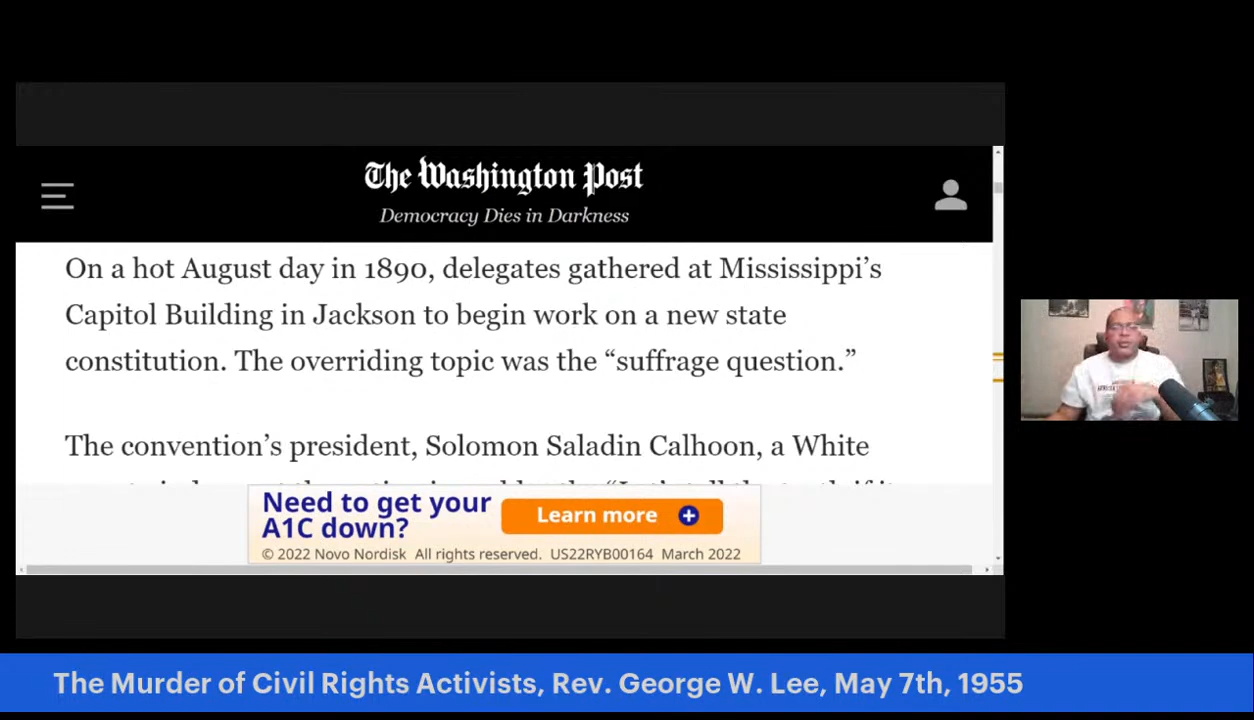 The Washington Post
Democracy Dies in Darkness
On a hot August day in 1890, delegates gathered at Mississippi’s
Capitol Building in Jackson to begin work on a new state
constitution. The overriding topic was the “suffrage question.”
The convention’s president, Solomon Saladin Calhoon, a White
Need to get your
A1C down?
Learn more
© 2022 Novo Nordisk All rights reserved. US22RYB00164 March 2022
The Murder of Civil Rights Activists, Rev. George W. Lee, May 7th, 1955